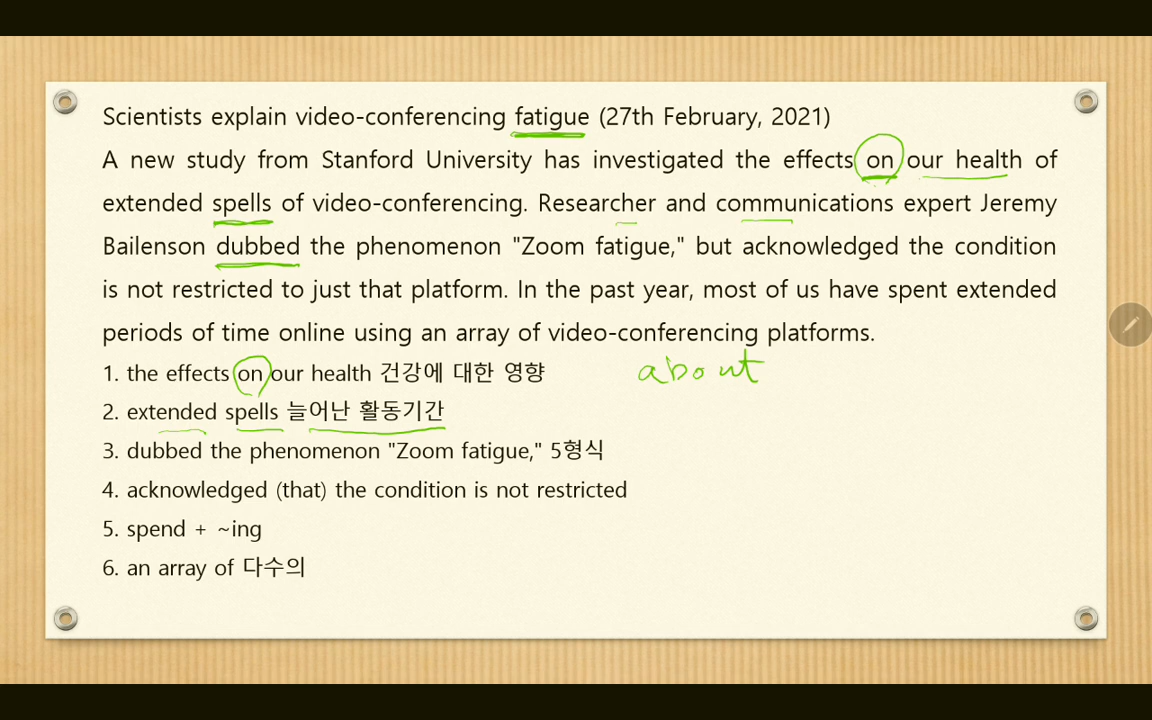 Scientists explain video-conferencing fatigue (27th February, 2021)
A new study from Stanford University has investigated the effects on our health of
extended spells of video-conferencing. Researcher and communications expert Jeremy
Bailenson dubbed the phenomenon "Zoom fatigue," but acknowledged the condition
is not restricted to just that platform. In the past year, most of us have spent extended
periods of time online using an array of video-conferencing platforms.
1. the effects on our health 건강에 대한 영향 about
2. extended spells 늘어난 활동기간
3. dubbed the phenomenon "Zoom fatigue," 5형식
4. acknowledged (that) the condition is not restricted
5. spend + ~ing
6. an array of 다수의